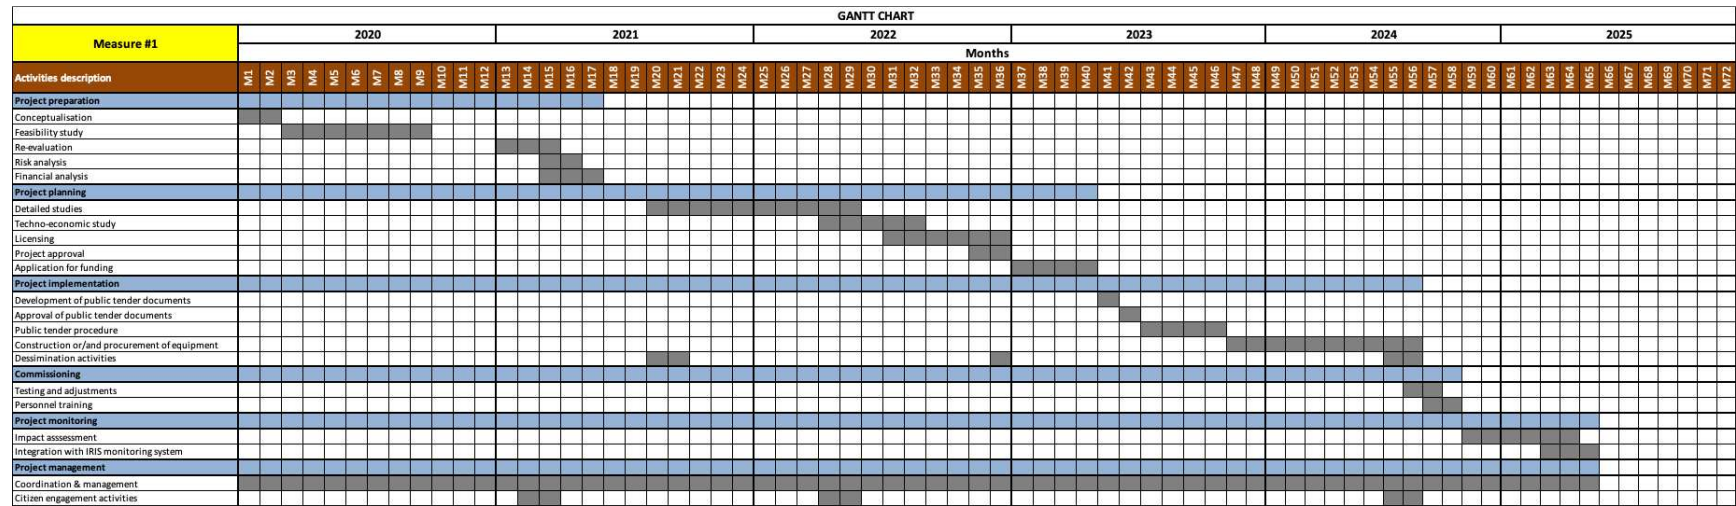 GANTT CHART
Measure #1 2020 2021 2022 2023 2024 2025
Months
Activities description M1 M2 M3 M4 M5 M6 M7 M8 M9 M10 M11 M12 M13 M14 M15 M16 M17 M18 M19 M20 M21 M22 M23 M24 M25 M26 M27 M28 M29 M30 M31 M32 M33 M34 M35 M36 M37 M38 M39 M40 M41 M42 M43 M44 M45 M46 M47 M48 M49 M50 M51 M52 M53 M54 M55 M56 M57 M58 M59 M60 M61 M62 M63 M64 M65 M66 M67 M68 M69 M70 M71 M72
Project preparation
Conceptualisation
Feasibility study
Re-evaluation
Risk analysis
Financial analysis
Project planning
Detailed studies
Techno-economic study
Licensing
Project approval
Application for funding
Project implementation
Development of public tender documents
Approval of public tender documents
Public tender procedure
Construction or/and procurement of equipment
Dessimination activities
Commissioning
Testing and adjustments
Personnel training
Project monitoring
Impact asssessment
Integration with IRIS monitoring system
Project management
Coordination & management
Citizen engagement activities